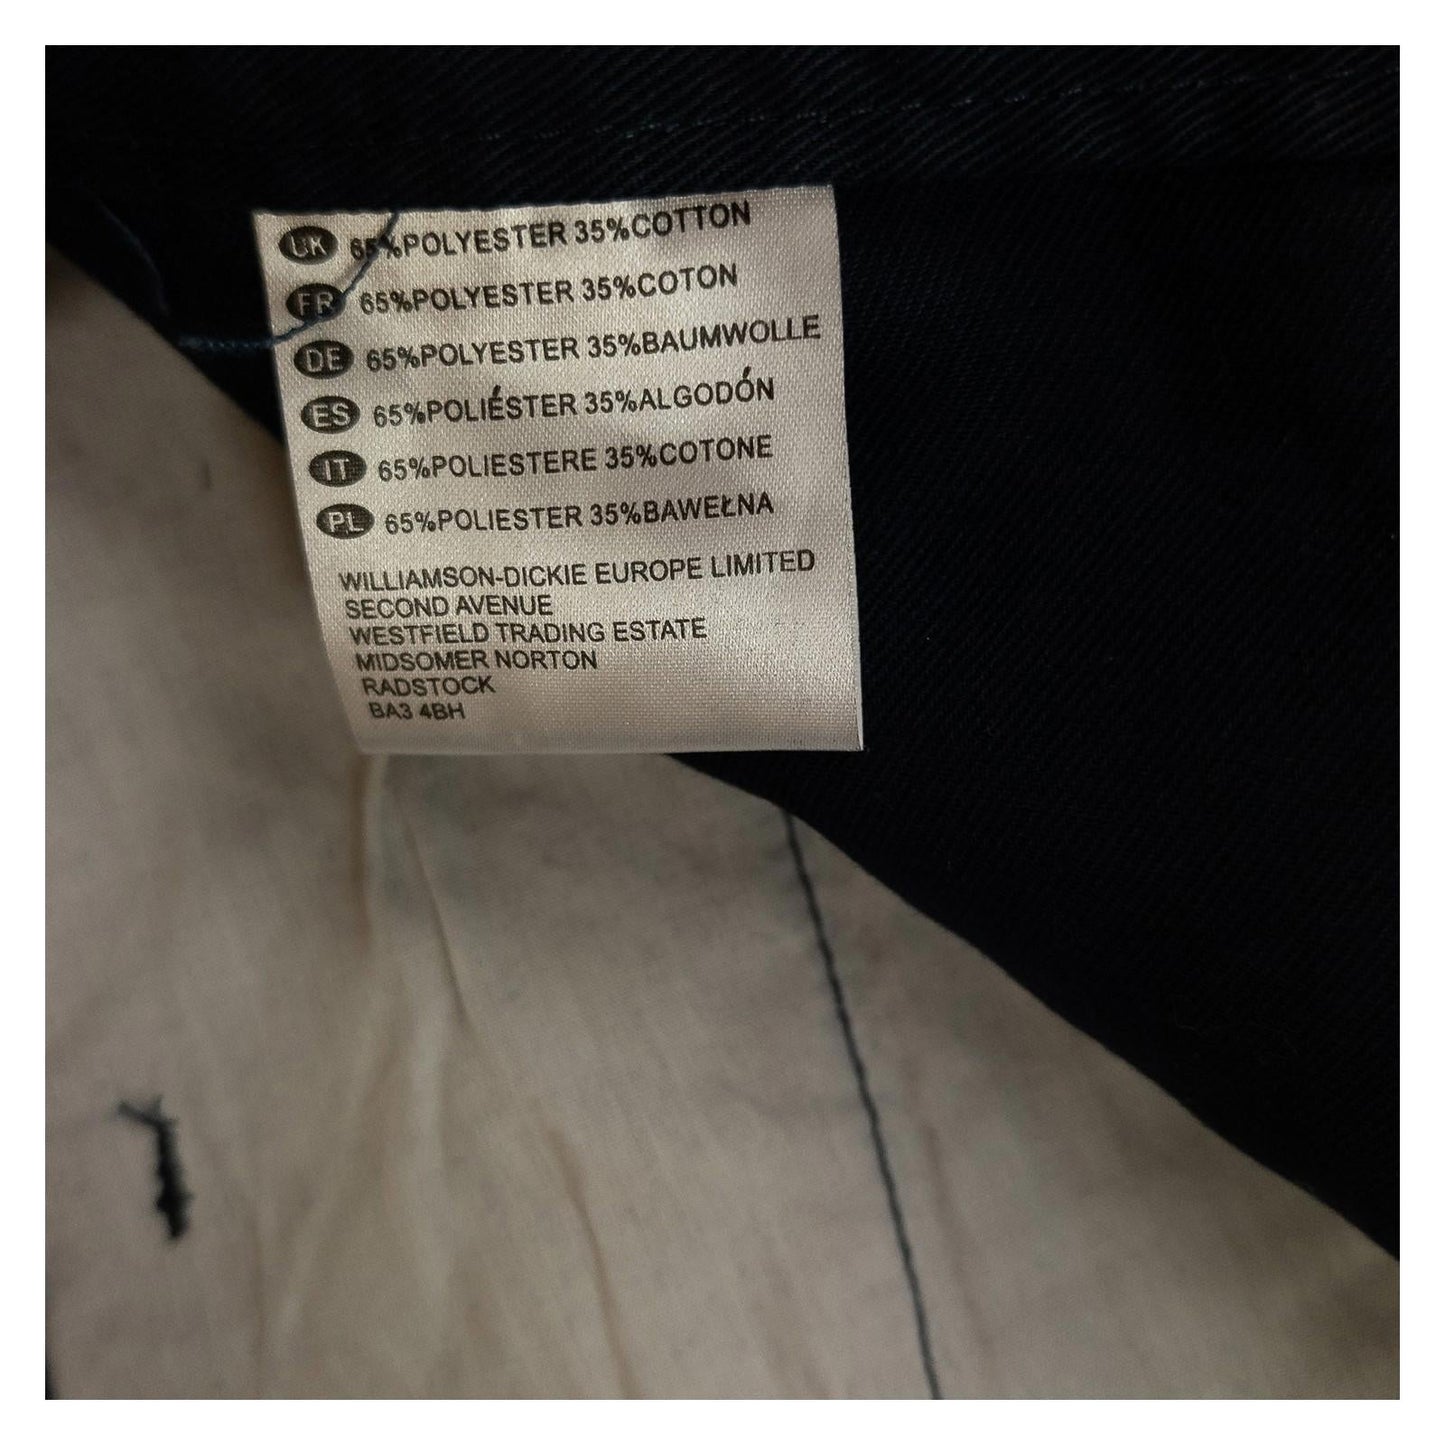 UK 65%POLYESTER 35%COTTON
FR 65%POLYESTER 35%COTON
DE 65%POLYESTER 35%BAUMWOLLE
ES 65%POLIÉSTER 35%ALGODÓN
IT 65%POLIESTERE 35%COTONE
PL 65%POLIESTER 35%BAWEŁNA
WILLIAMSON-DICKIE EUROPE LIMITED
SECOND AVENUE
WESTFIELD TRADING ESTATE
MIDSOMER NORTON
RADSTOCK
BA3 4BH